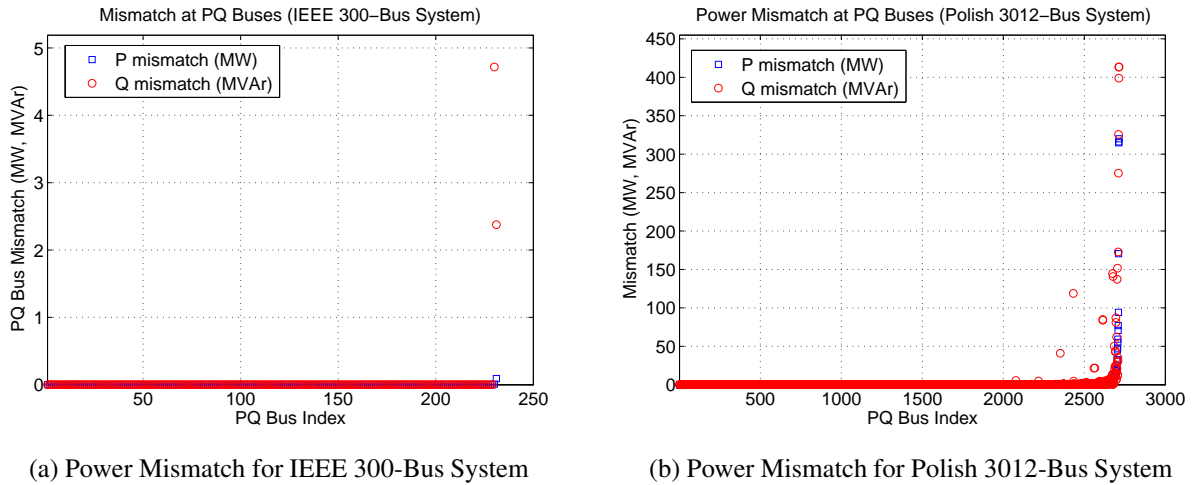 Mismatch at PQ Buses (IEEE 300−Bus System)
5
4
3
2
1
0
PQ Bus Mismatch (MW, MVAr)
P mismatch (MW)
Q mismatch (MVAr)
50
100
150
200
250
PQ Bus Index
(a) Power Mismatch for IEEE 300-Bus System
Power Mismatch at PQ Buses (Polish 3012−Bus System)
450
400
350
300
250
200
150
100
50
0
Mismatch (MW, MVAr)
P mismatch (MW)
Q mismatch (MVAr)
500
1000
1500
2000
2500
3000
PQ Bus Index
(b) Power Mismatch for Polish 3012-Bus System